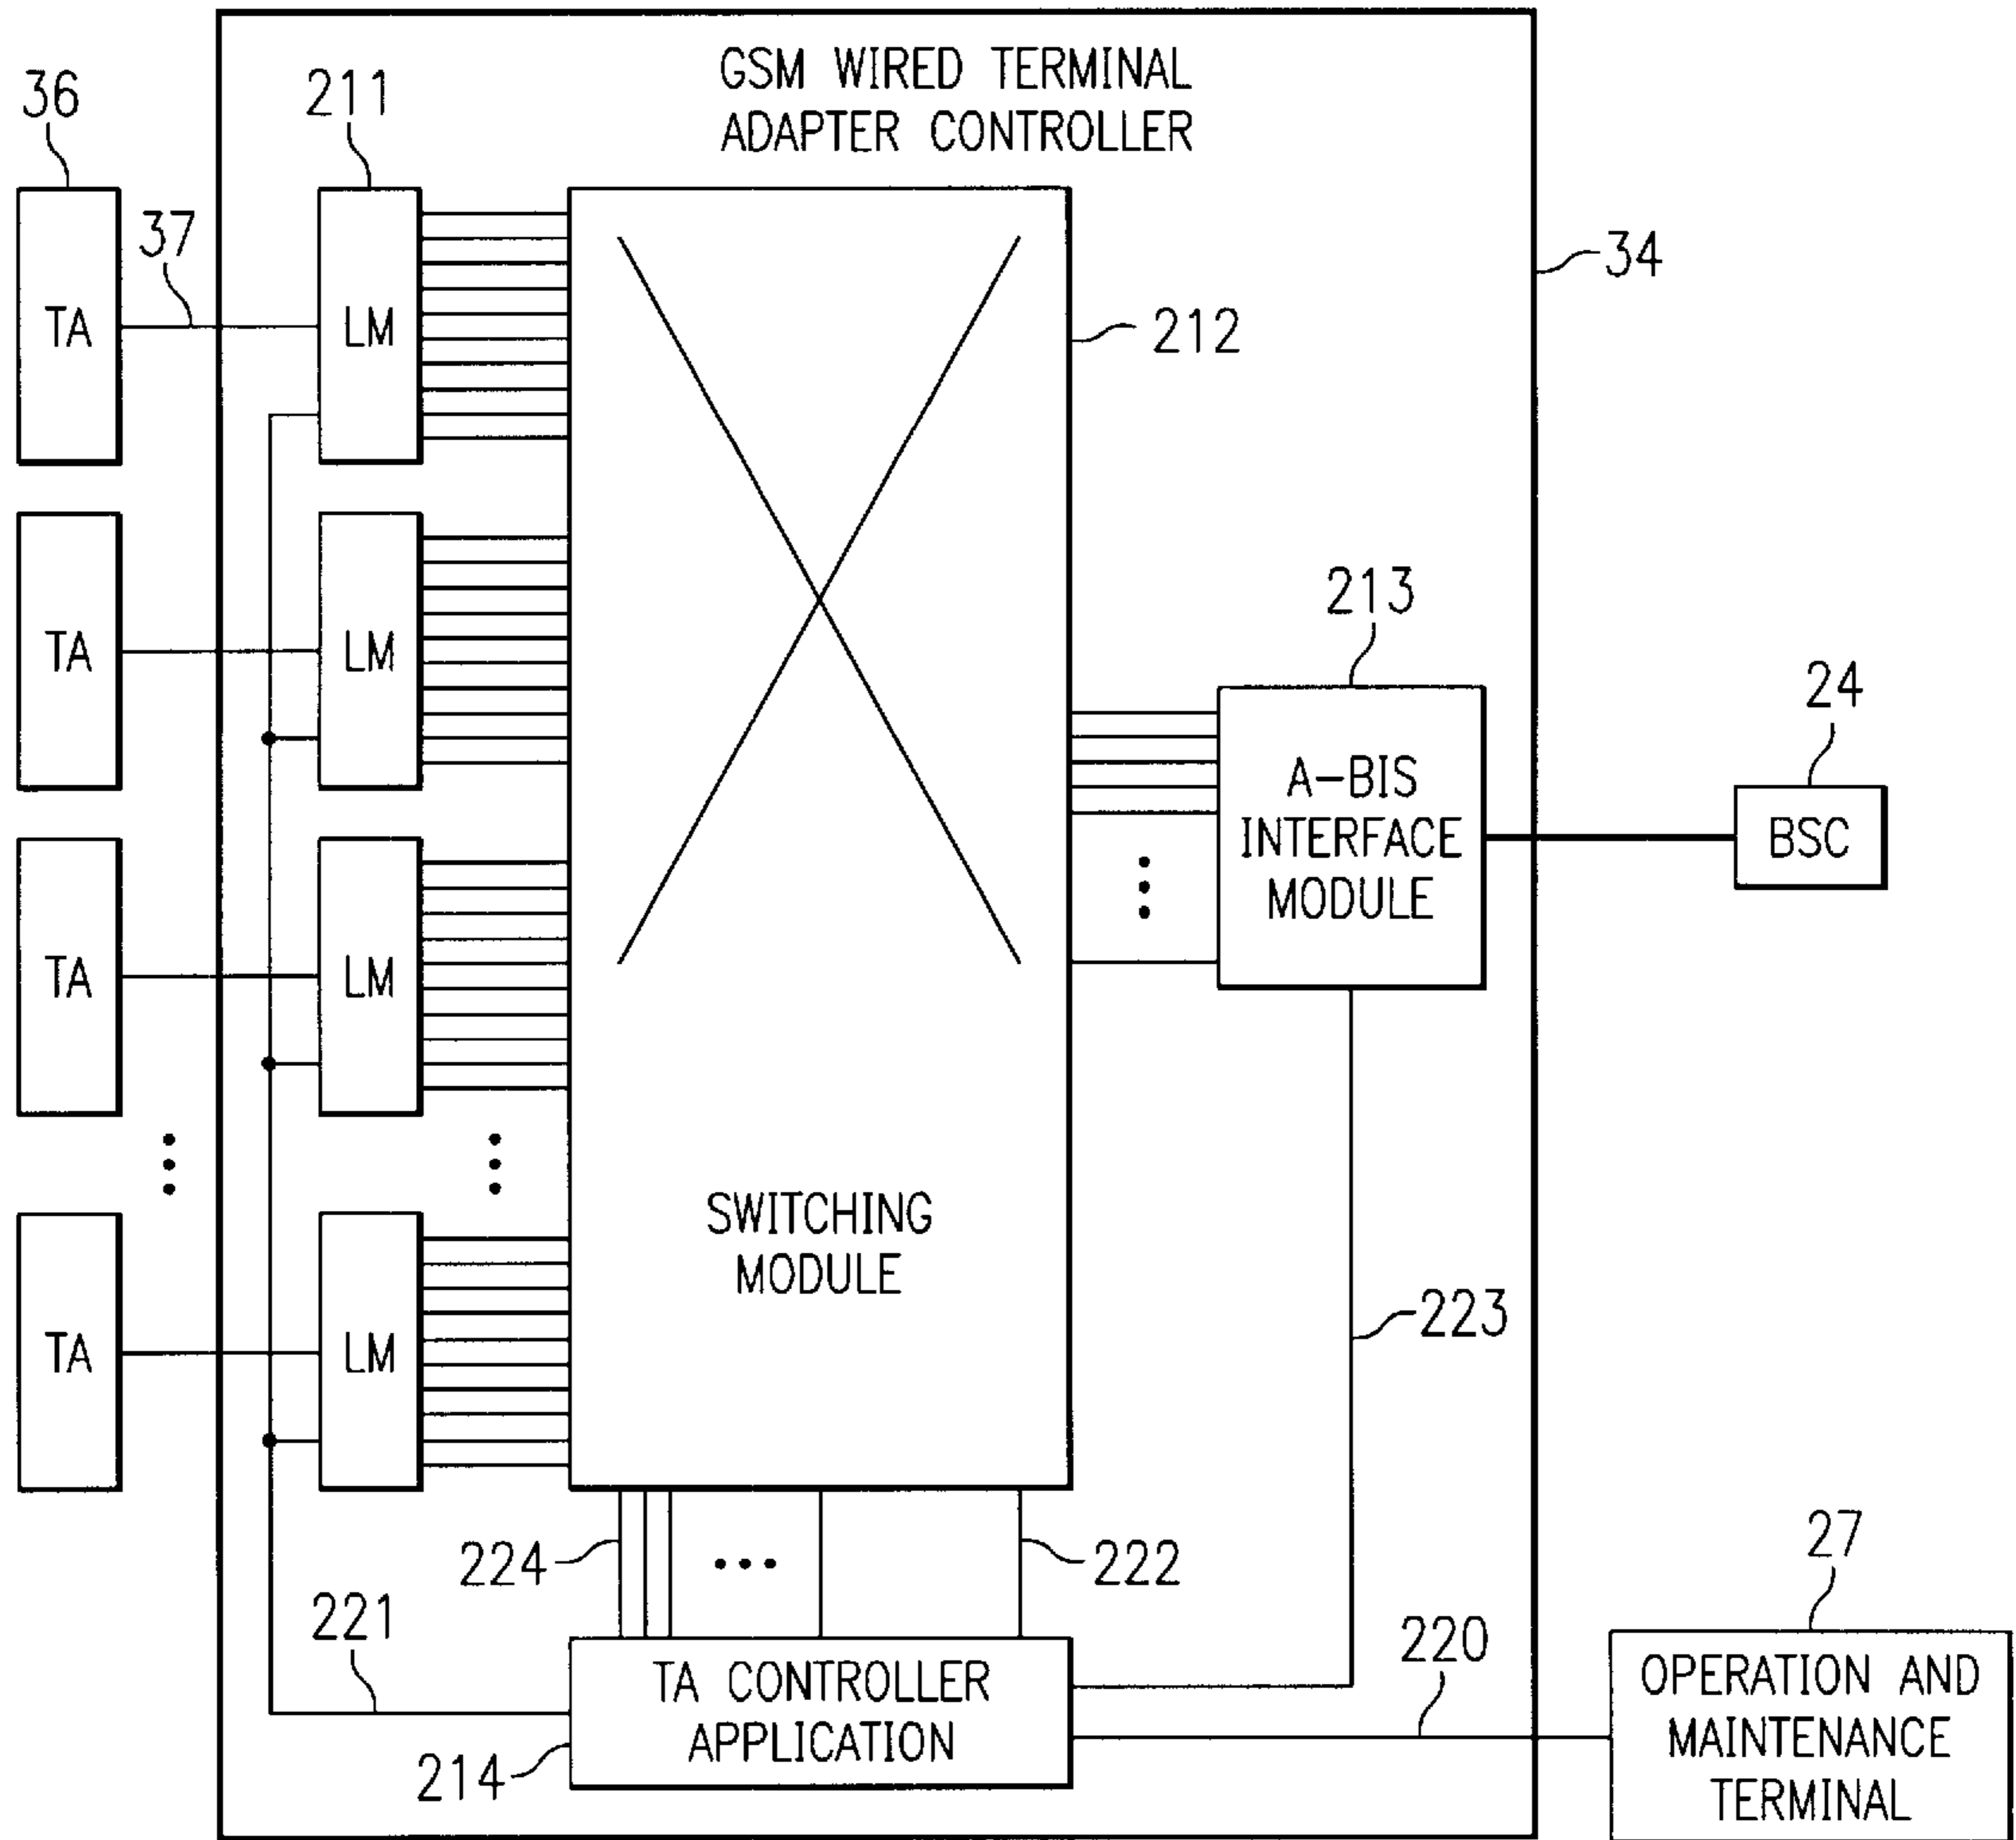 GSM WIRED TERMINAL
ADAPTER CONTROLLER
36
211
37
34
TA
LM
212
TA
LM
213
24
A-BIS
INTERFACE
MODULE
BSC
TA
LM
SWITCHING
MODULE
TA
LM
223
224
222
27
221
220
TA CONTROLLER
APPLICATION
214
OPERATION AND
MAINTENANCE
TERMINAL